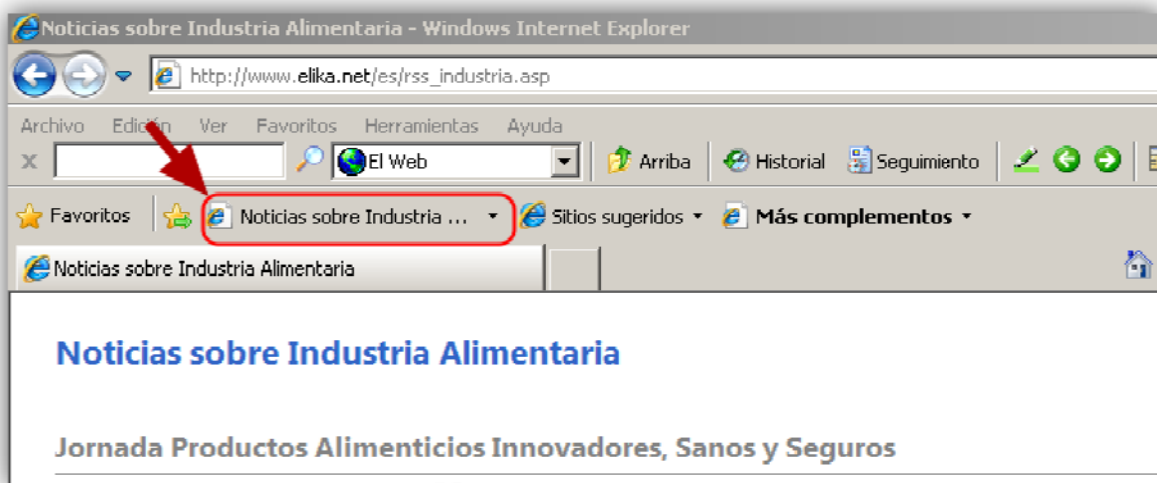 Noticias sobre Industria Alimentaria - Windows Internet Explorer
http://www.elika.net/es/rss_industria.asp
Archivo Edición Ver Favoritos Herramientas Ayuda
x El Web Arriba Historial Seguimiento
Favoritos Noticias sobre Industria ... Sitios sugeridos Más complementos
Noticias sobre Industria Alimentaria
Noticias sobre Industria Alimentaria
Jornada Productos Alimenticios Innovadores, Sanos y Seguros